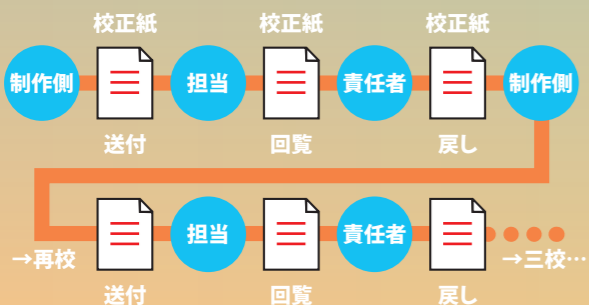 校正紙 校正紙 校正紙
制作側 担当 責任者 制作側
送付 回覧 戻し
担当 責任者
→再校 →三校…
送付 回覧 戻し